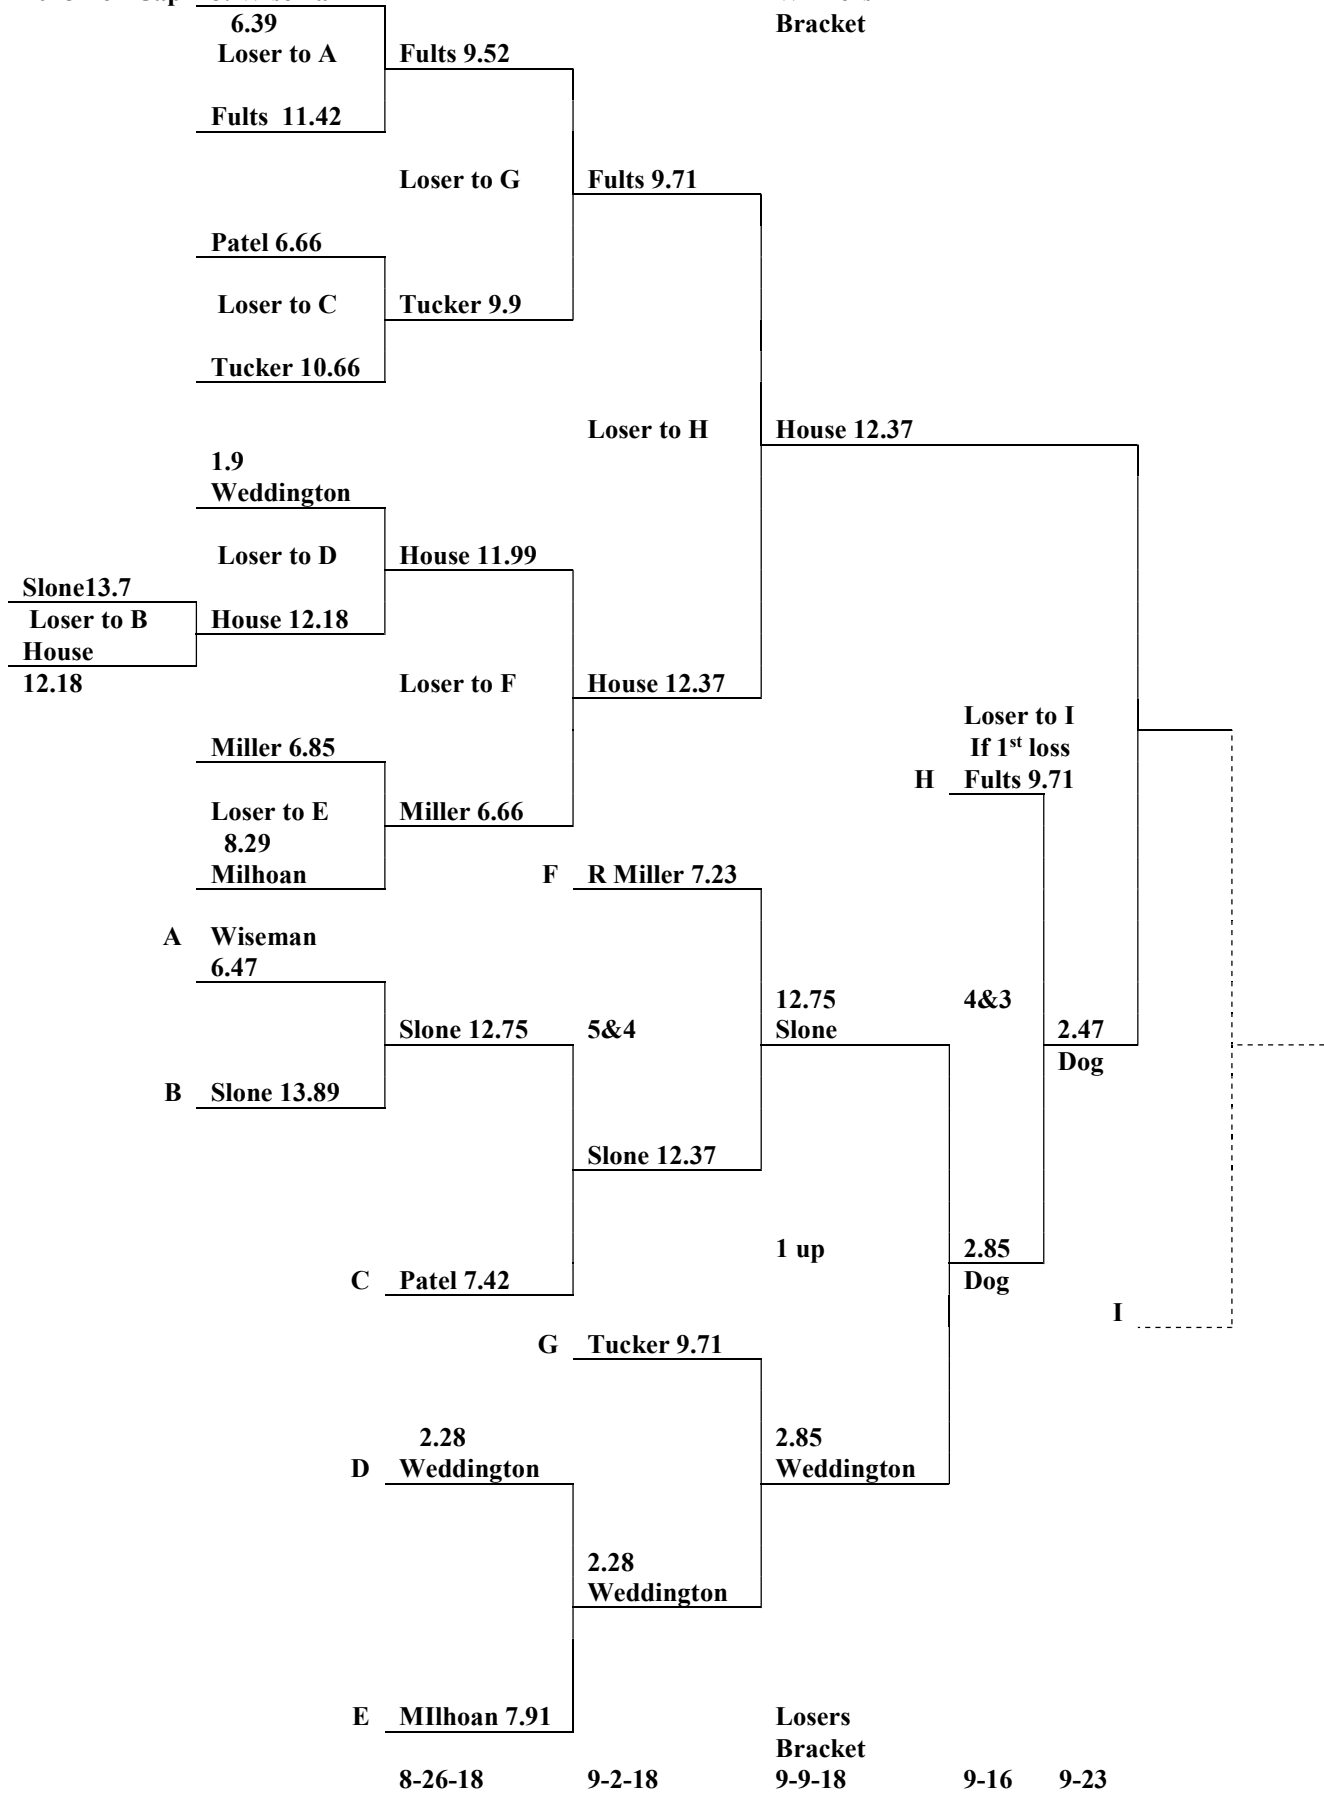 6.39
Bracket
Loser to A
Fults 9.52
Fults 11.42
Loser to G
Fults 9.71
Patel 6.66
Loser to C
Tucker 9.9
Tucker 10.66
Loser to H
House 12.37
1.9
Weddington
Loser to D
House 11.99
Slone13.7
Loser to B
House 12.18
House
12.18
Loser to F
House 12.37
Loser to I
If 1st loss
Miller 6.85
H Fults 9.71
Loser to E
Miller 6.66
8.29
Milhoan
F R Miller 7.23
A Wiseman
6.47
12.75
4&3
Slone 12.75
5&4
Slone
2.47
Dog
B Slone 13.89
Slone 12.37
1 up
2.85
C Patel 7.42
Dog
I
G Tucker 9.71
2.28
2.85
D Weddington
Weddington
2.28
Weddington
E MIlhoan 7.91
Losers
Bracket
8-26-18 9-2-18 9-9-18 9-16 9-23